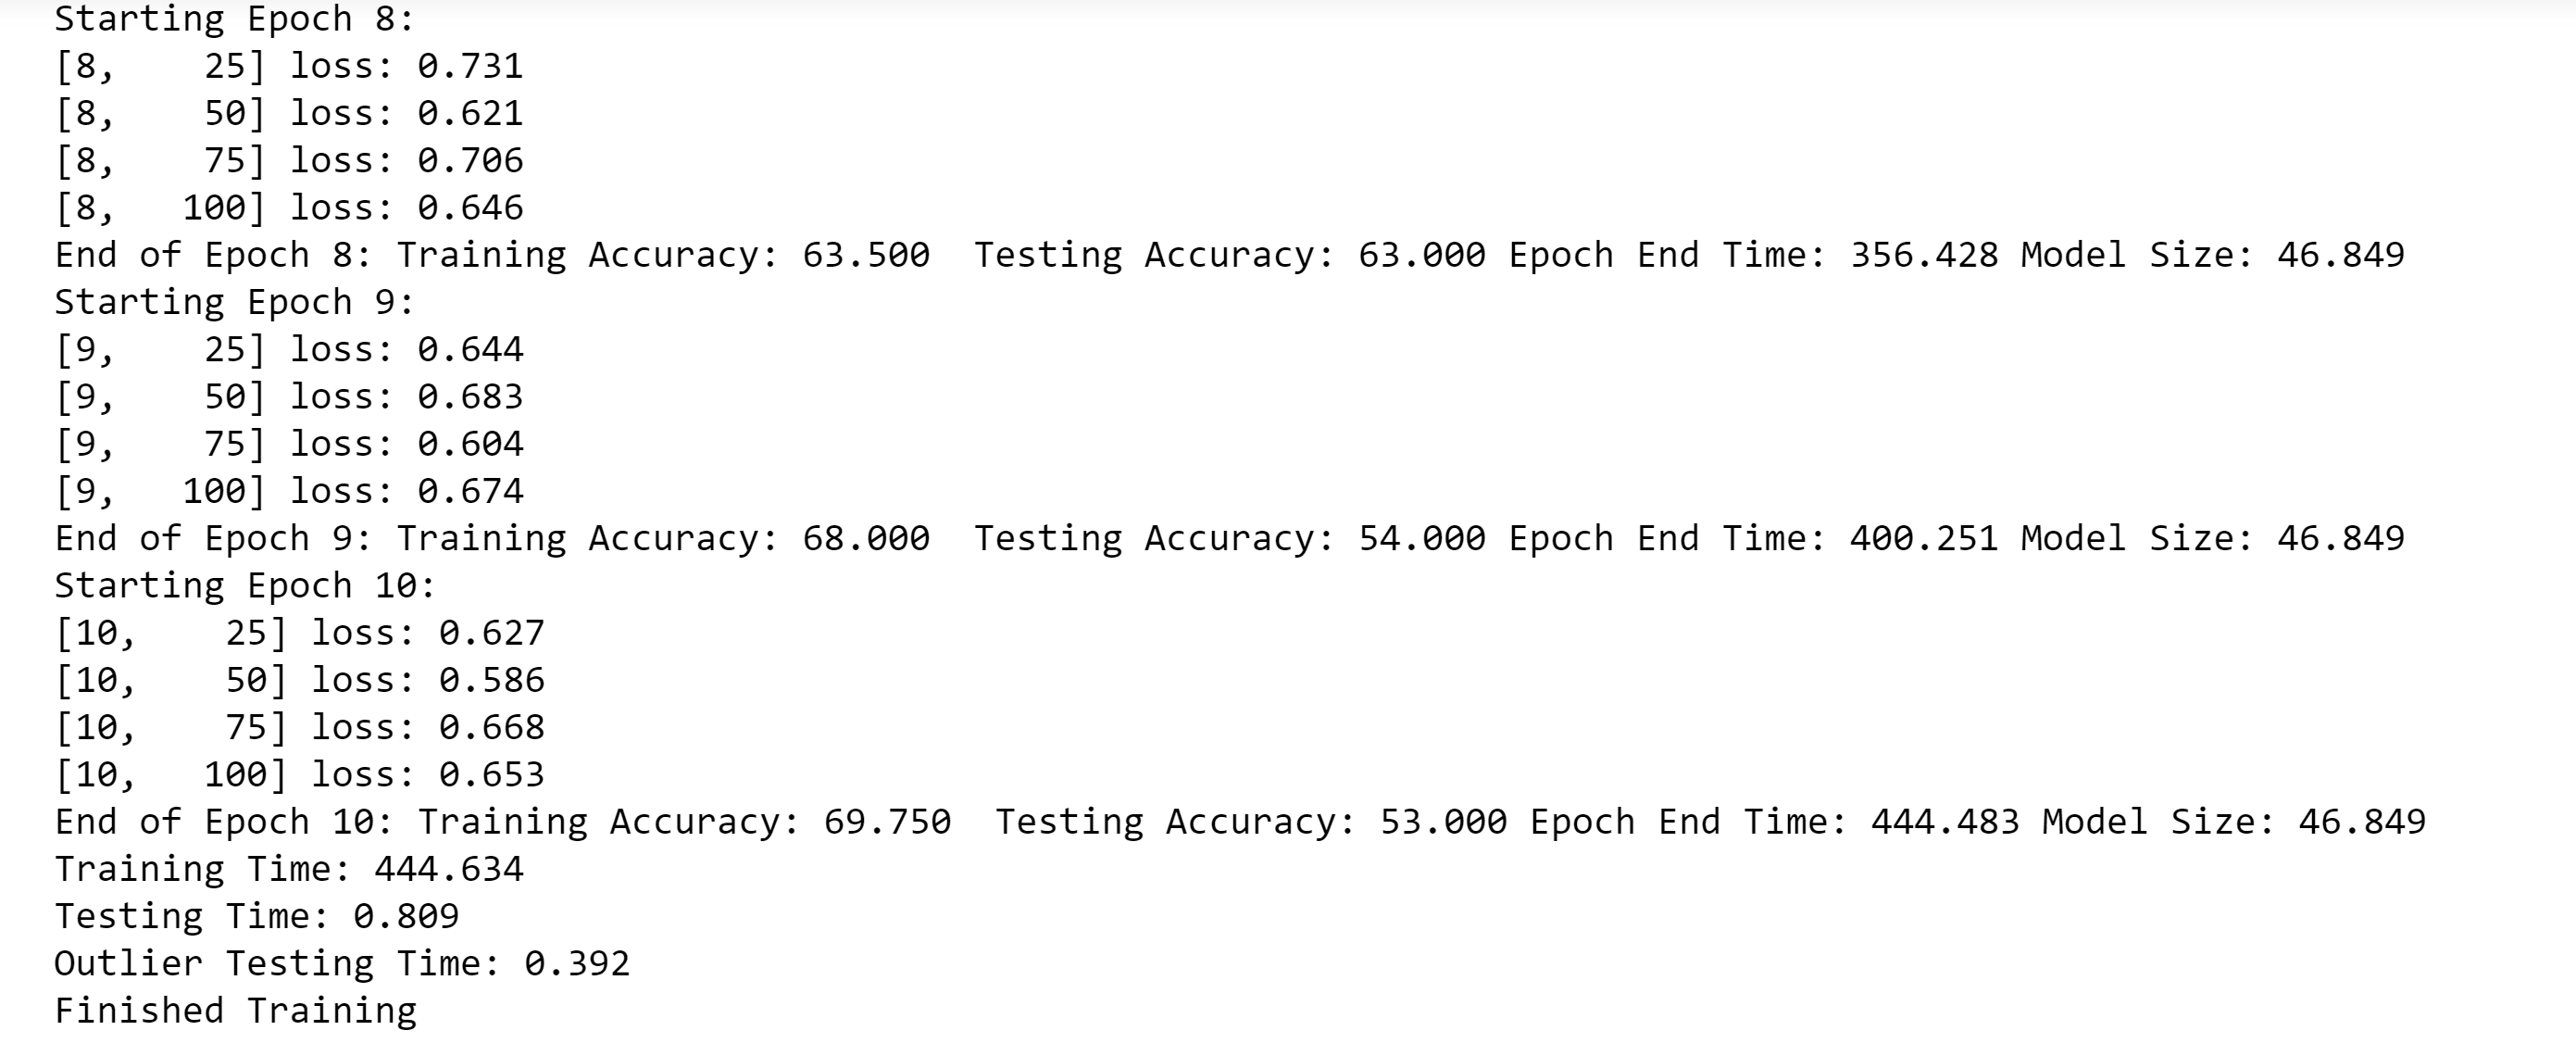 Starting Epoch 8:
[8,    25] loss: 0.731
[8,    50] loss: 0.621
[8,    75] loss: 0.706
[8,   100] loss: 0.646
End of Epoch 8: Training Accuracy: 63.500  Testing Accuracy: 63.000 Epoch End Time: 356.428 Model Size: 46.849
Starting Epoch 9:
[9,    25] loss: 0.644
[9,    50] loss: 0.683
[9,    75] loss: 0.604
[9,   100] loss: 0.674
End of Epoch 9: Training Accuracy: 68.000  Testing Accuracy: 54.000 Epoch End Time: 400.251 Model Size: 46.849
Starting Epoch 10:
[10,    25] loss: 0.627
[10,    50] loss: 0.586
[10,    75] loss: 0.668
[10,   100] loss: 0.653
End of Epoch 10: Training Accuracy: 69.750  Testing Accuracy: 53.000 Epoch End Time: 444.483 Model Size: 46.849
Training Time: 444.634
Testing Time: 0.809
Outlier Testing Time: 0.392
Finished Training